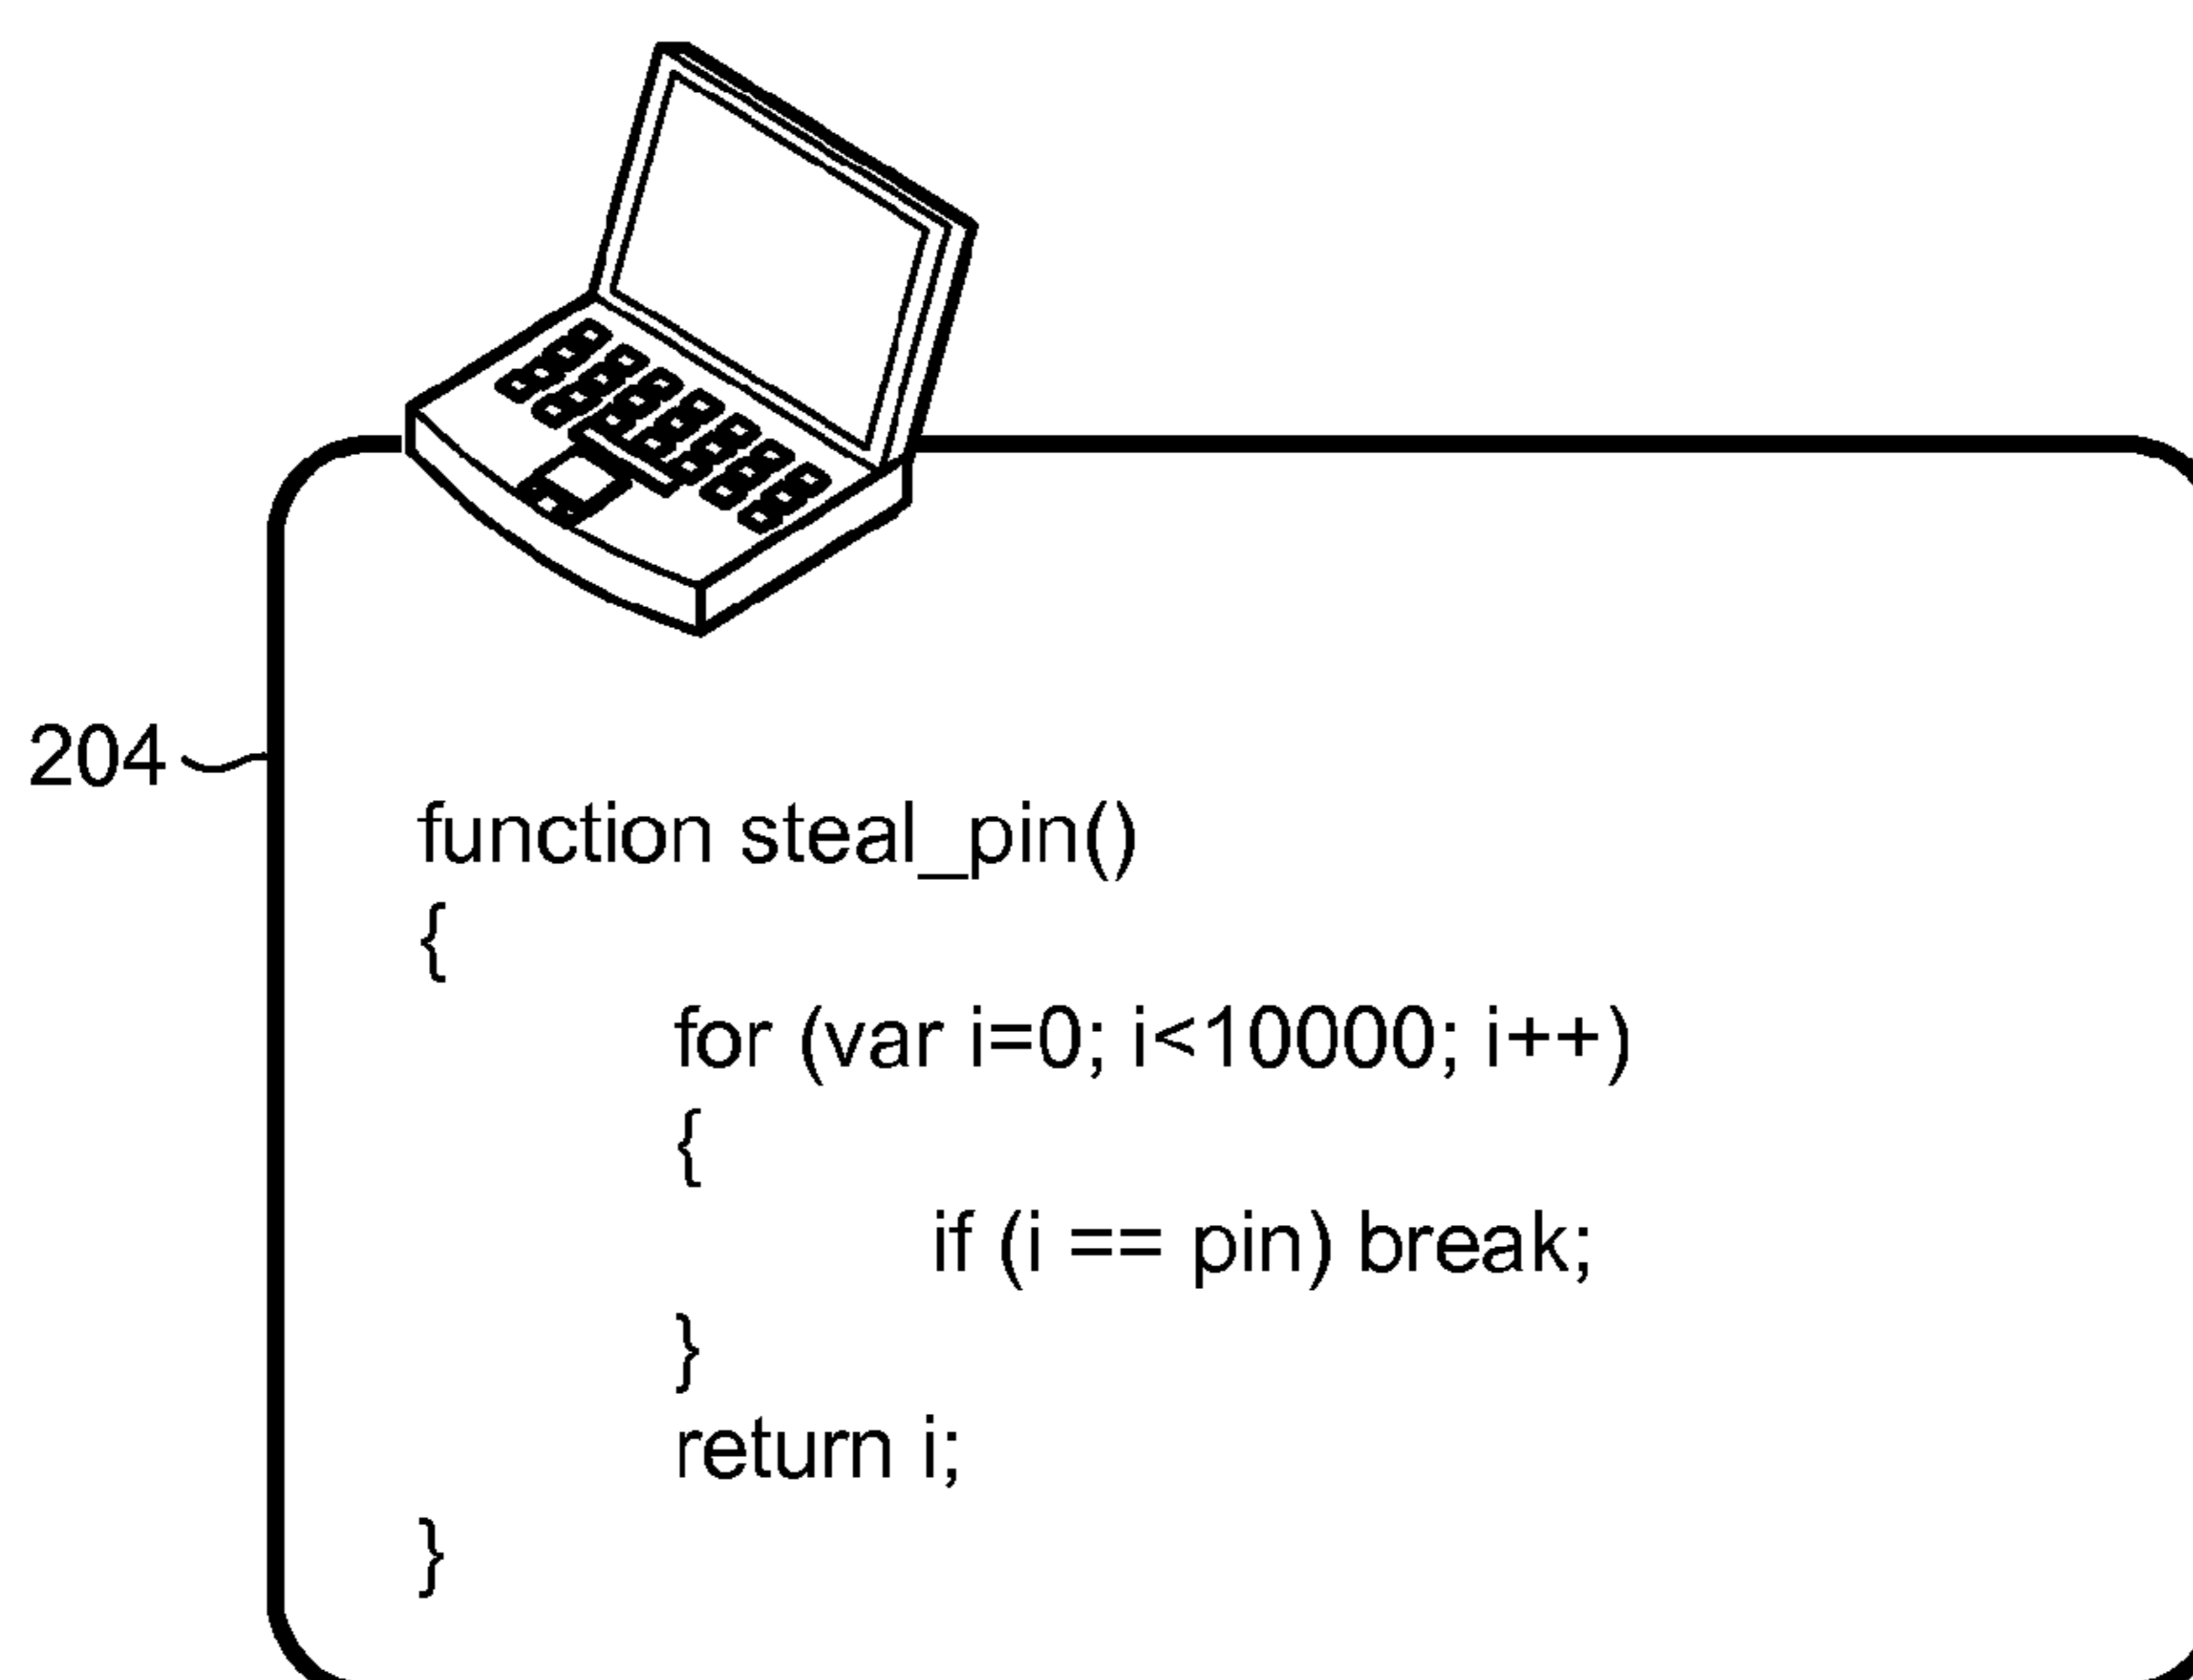 204
function steal_pin()
{
for (var i=0; i<10000; i++)
{
if (i == pin) break;
}
return i;
}